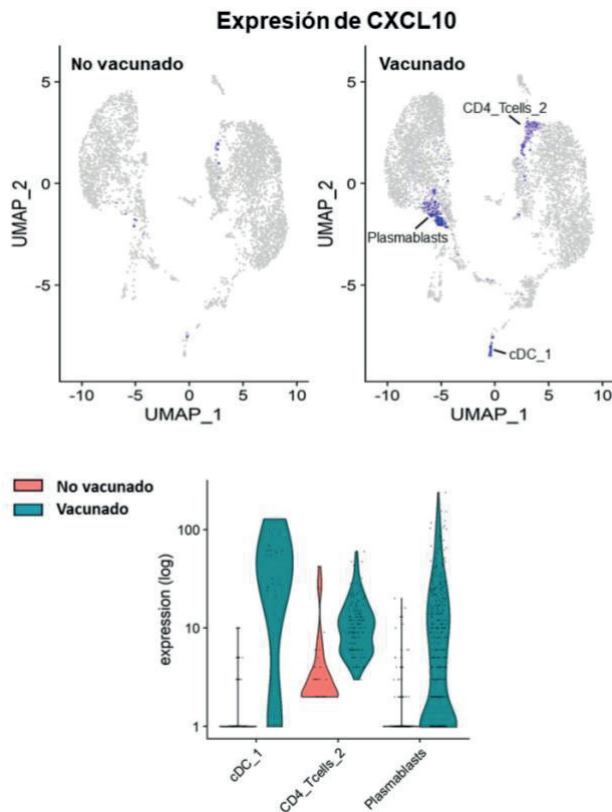 Expresión de CXCL10
No vacunado
Vacunado
5
0
-5
UMAP_2
-10 -5 0 5 10
UMAP_1
CD4_Tcells_2
Plasmablasts
cDC_1
5
0
-5
UMAP_2
-10 -5 0 5 10
UMAP_1
No vacunado
Vacunado
expression (log)
100
10
1
cDC_1
CD4_Tcells_2
Plasmablasts